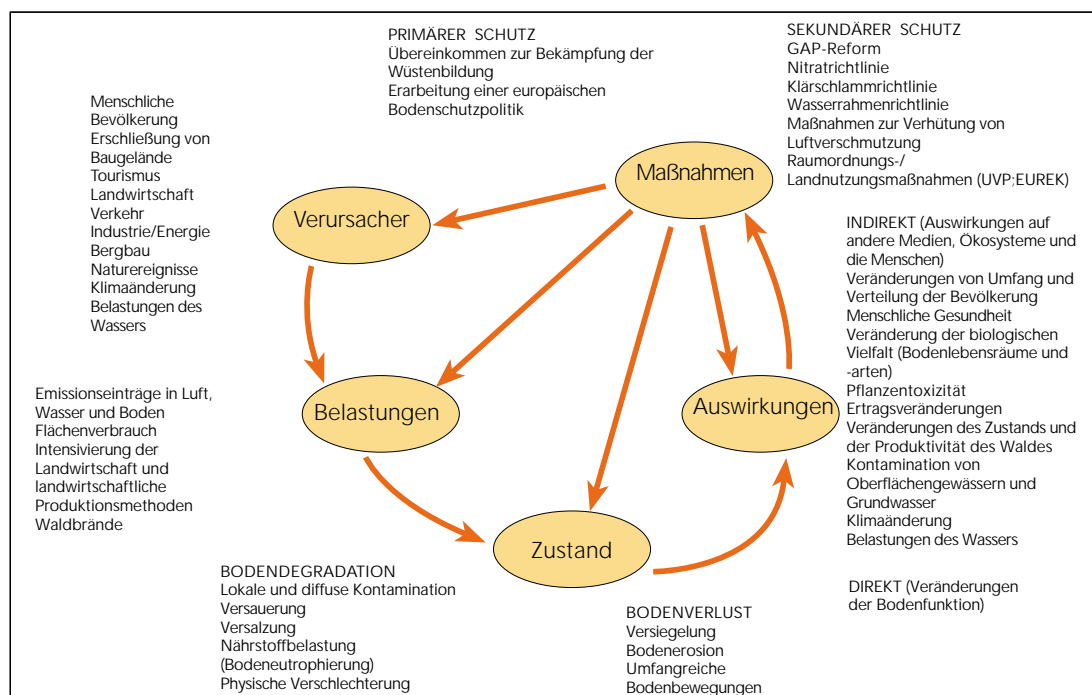 PRIMÄRER SCHUTZ
Übereinkommen zur Bekämpfung der
Wüstenbildung
Erarbeitung einer europäischen
Bodenschutzpolitik
SEKUNDÄRER SCHUTZ
GAP-Reform
Nitratrichtlinie
Klärschlammrichtlinie
Wasserrahmenrichtlinie
Maßnahmen zur Verhütung von
Luftverschmutzung
Raumordnungs-/
Landnutzungsmaßnahmen (UVP;EUREK)
Menschliche
Bevölkerung
Erschließung von
Baugelände
Tourismus
Landwirtschaft
Verkehr
Industrie/Energie
Bergbau
Naturereignisse
Klimaänderung
Belastungen des
Wassers
Maßnahmen
Verursacher
INDIREKT (Auswirkungen auf
andere Medien, Ökosysteme und
die Menschen)
Veränderungen von Umfang und
Verteilung der Bevölkerung
Menschliche Gesundheit
Veränderung der biologischen
Vielfalt (Bodenlebensräume und
-arten)
Pflanzentoxizität
Ertragsveränderungen
Veränderungen des Zustands und
der Produktivität des Waldes
Kontamination von
Oberflächengewässern und
Grundwasser
Klimaänderung
Belastungen des Wassers
Emissionseinträge in Luft,
Wasser und Boden
Flächenverbrauch
Intensivierung der
Landwirtschaft und
landwirtschaftliche
Produktionsmethoden
Waldbrände
Belastungen
Auswirkungen
Zustand
DIREKT (Veränderungen
der Bodenfunktion)
BODENDEGRADATION
Lokale und diffuse Kontamination
Versauerung
Versalzung
Nährstoffbelastung
(Bodeneutrophierung)
Physische Verschlechterung
BODENVERLUST
Versiegelung
Bodenerosion
Umfangreiche
Bodenbewegungen